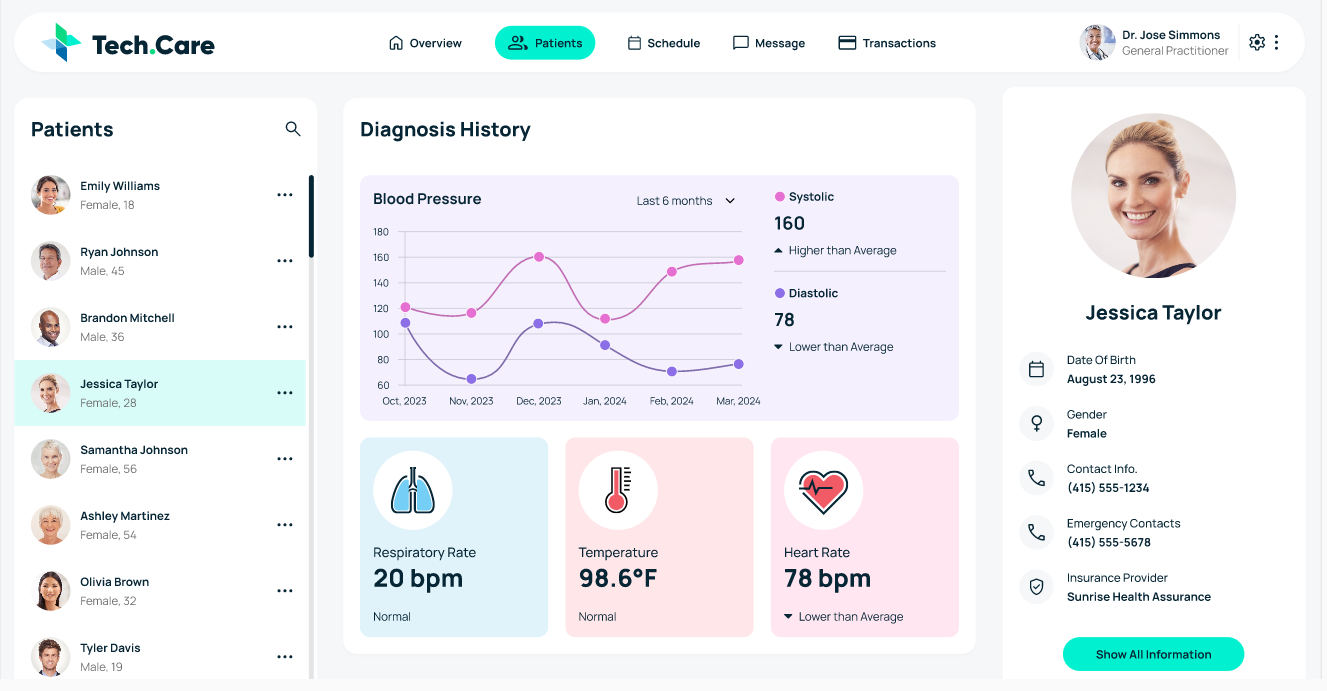 Tech.Care
Overview
Patients
Schedule
Message
Transactions
Dr. Jose Simmons
General Practitioner
Patients
Emily Williams
Female, 18
Ryan Johnson
Male, 45
Brandon Mitchell
Male, 36
Jessica Taylor
Female, 28
Samantha Johnson
Female, 56
Ashley Martinez
Female, 54
Olivia Brown
Female, 32
Tyler Davis
Male, 19
Diagnosis History
Blood Pressure
Last 6 months
180
160
140
120
100
80
60
Oct, 2023
Nov, 2023
Dec, 2023
Jan, 2024
Feb, 2024
Mar, 2024
Systolic
160
Higher than Average
Diastolic
78
Lower than Average
Respiratory Rate
20 bpm
Normal
Temperature
98.6°F
Normal
Heart Rate
78 bpm
Lower than Average
Jessica Taylor
Date Of Birth
August 23, 1996
Gender
Female
Contact Info.
(415) 555-1234
Emergency Contacts
(415) 555-5678
Insurance Provider
Sunrise Health Assurance
Show All Information